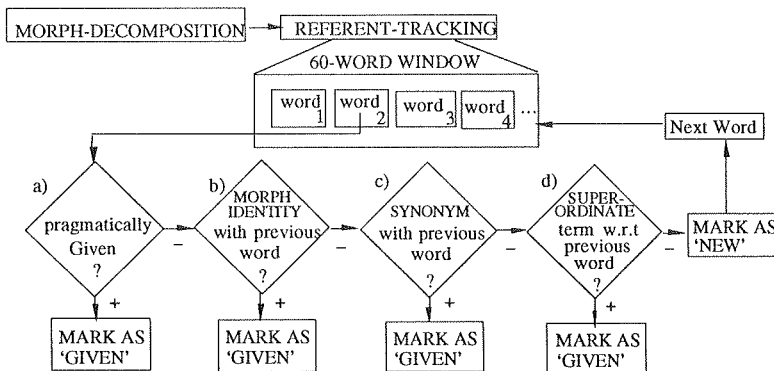 MORPH-DECOMPOSITION
REFERENT-TRACKING
60-WORD WINDOW
word 1
word 2
word 3
word 4
...
Next Word
a)
pragmatically
Given
?
–
+
b)
MORPH
IDENTITY
with previous
word
?
–
+
c)
SYNONYM
with previous
word
?
–
+
d)
SUPER-
ORDINATE
term w.r.t
previous
word
?
–
+
MARK AS
'NEW'
MARK AS
'GIVEN'
MARK AS
'GIVEN'
MARK AS
'GIVEN'
MARK AS
'GIVEN'